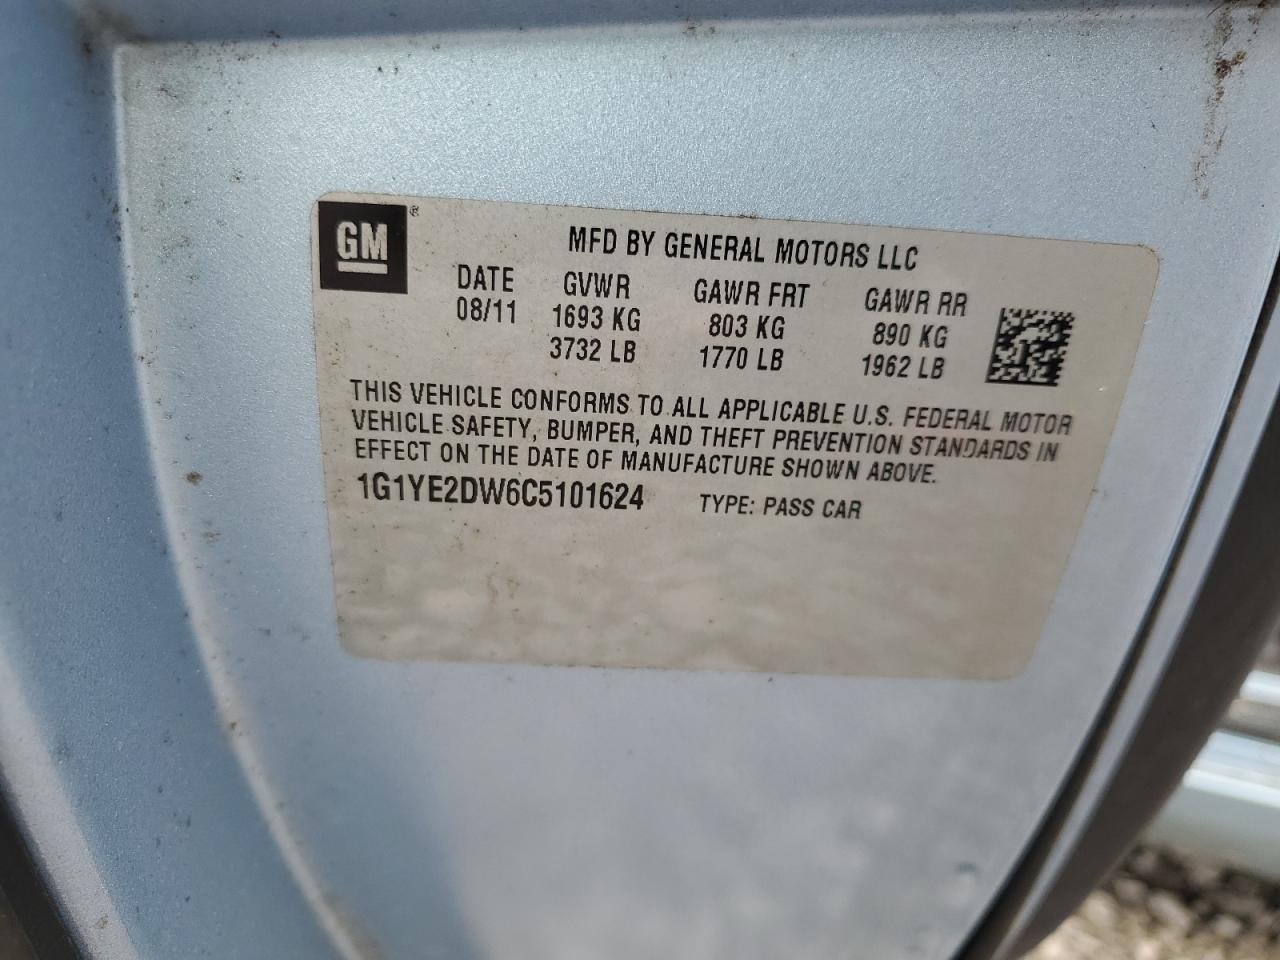 GM®
MFD BY GENERAL MOTORS LLC
DATE GVWR GAWR FRT GAWR RR
08/11 1693 KG 803 KG 890 KG
3732 LB 1770 LB 1962 LB
THIS VEHICLE CONFORMS TO ALL APPLICABLE U.S. FEDERAL MOTOR
VEHICLE SAFETY, BUMPER, AND THEFT PREVENTION STANDARDS IN
EFFECT ON THE DATE OF MANUFACTURE SHOWN ABOVE.
1G1YE2DW6C5101624 TYPE: PASS CAR